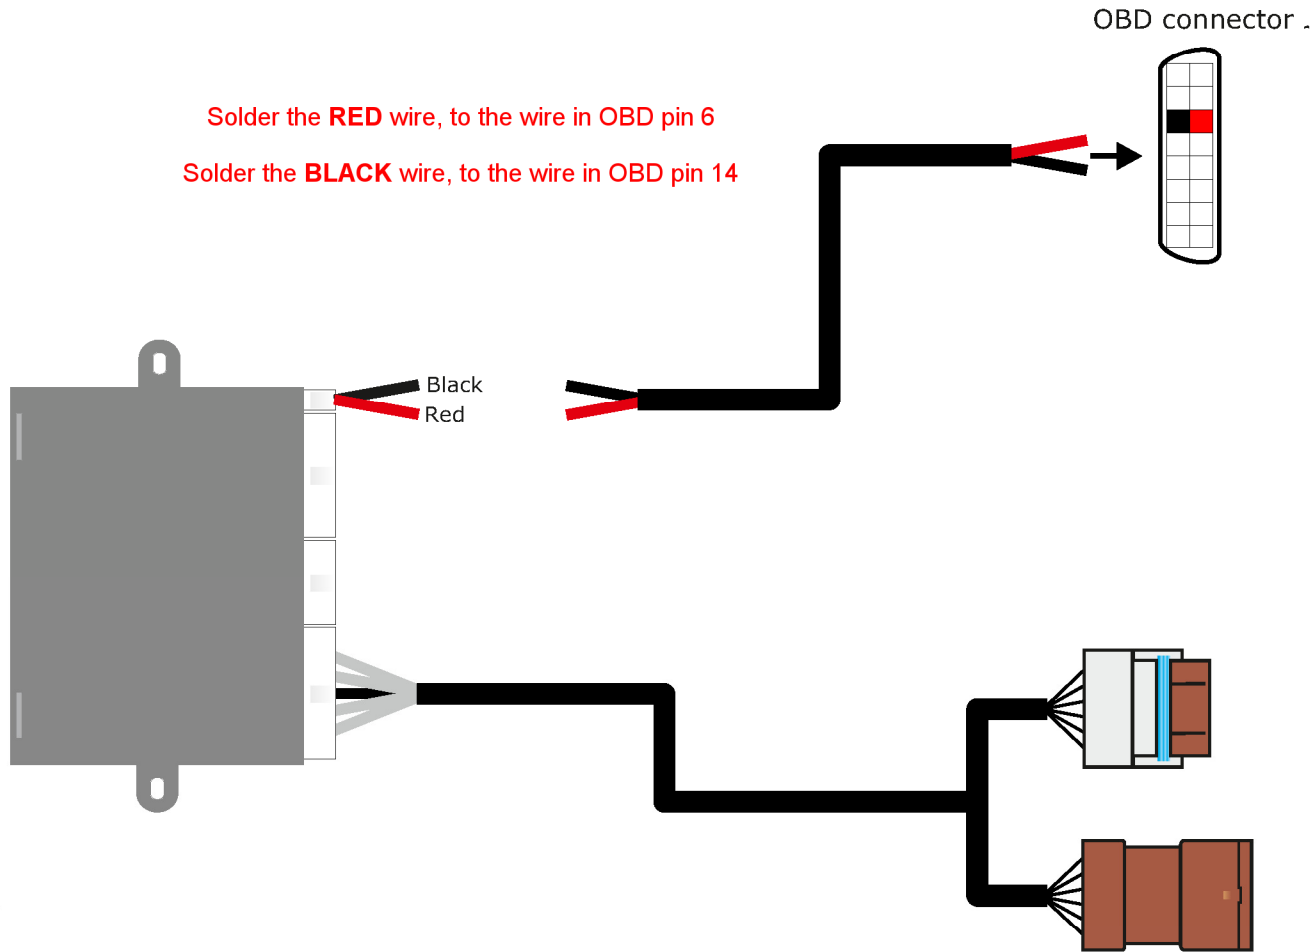 OBD connector
Solder the RED wire, to the wire in OBD pin 6
Solder the BLACK wire, to the wire in OBD pin 14
Black
Red